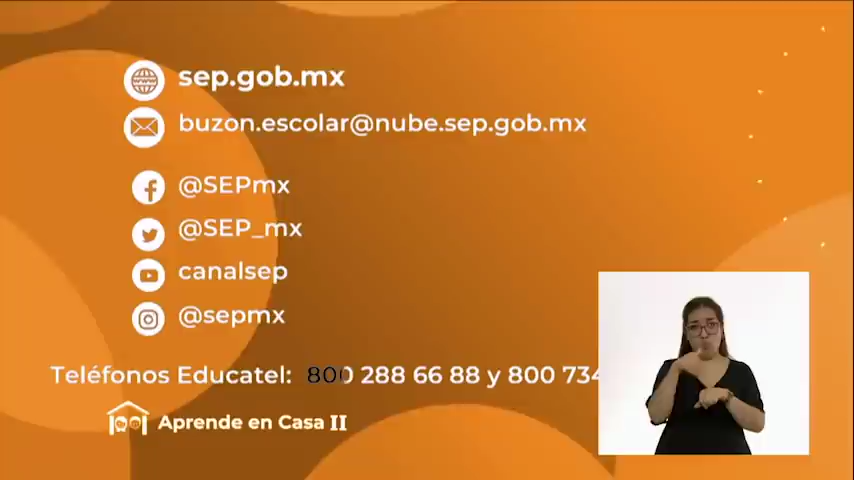 sep.gob.mx
buzon.escolar@nube.sep.gob.mx
@SEPmx
@SEP_mx
canalsep
@sepmx
Teléfonos Educatel: 800 288 66 88 y 800 734
Aprende en Casa II